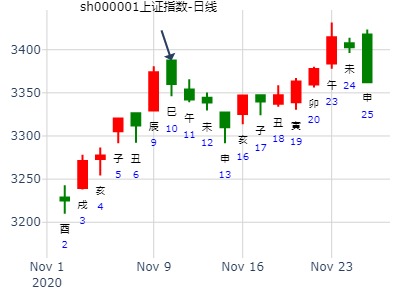 sh000001上证指数-日线
3400
3350
3300
3250
3200
酉
2
戌
3
亥
4
子
5
丑
6
辰
9
巳
10
午
11
未
12
申
13
亥
16
子
17
丑
18
寅
19
卯
20
午
23
未
24
申
25
Nov 1
2020
Nov 9
Nov 16
Nov 23